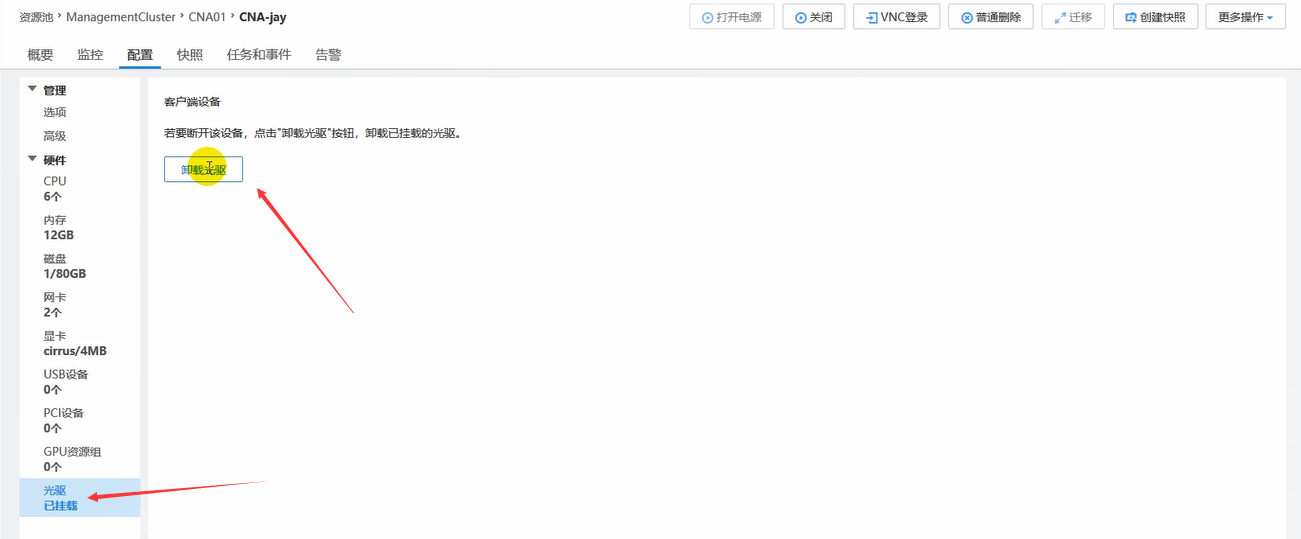 资源池 › ManagementCluster › CNA01 › CNA-jay
打开电源 关闭 VNC登录 普通删除 迁移 创建快照 更多操作
概要 监控 配置 快照 任务和事件 告警
管理
选项
高级
硬件
CPU
6个
内存
12GB
磁盘
1/80GB
网卡
2个
显卡
cirrus/4MB
USB设备
0个
PCI设备
0个
GPU资源组
0个
光驱
已挂载
客户端设备
若要断开该设备，点击"卸载光驱"按钮，卸载已挂载的光驱。
卸载光驱